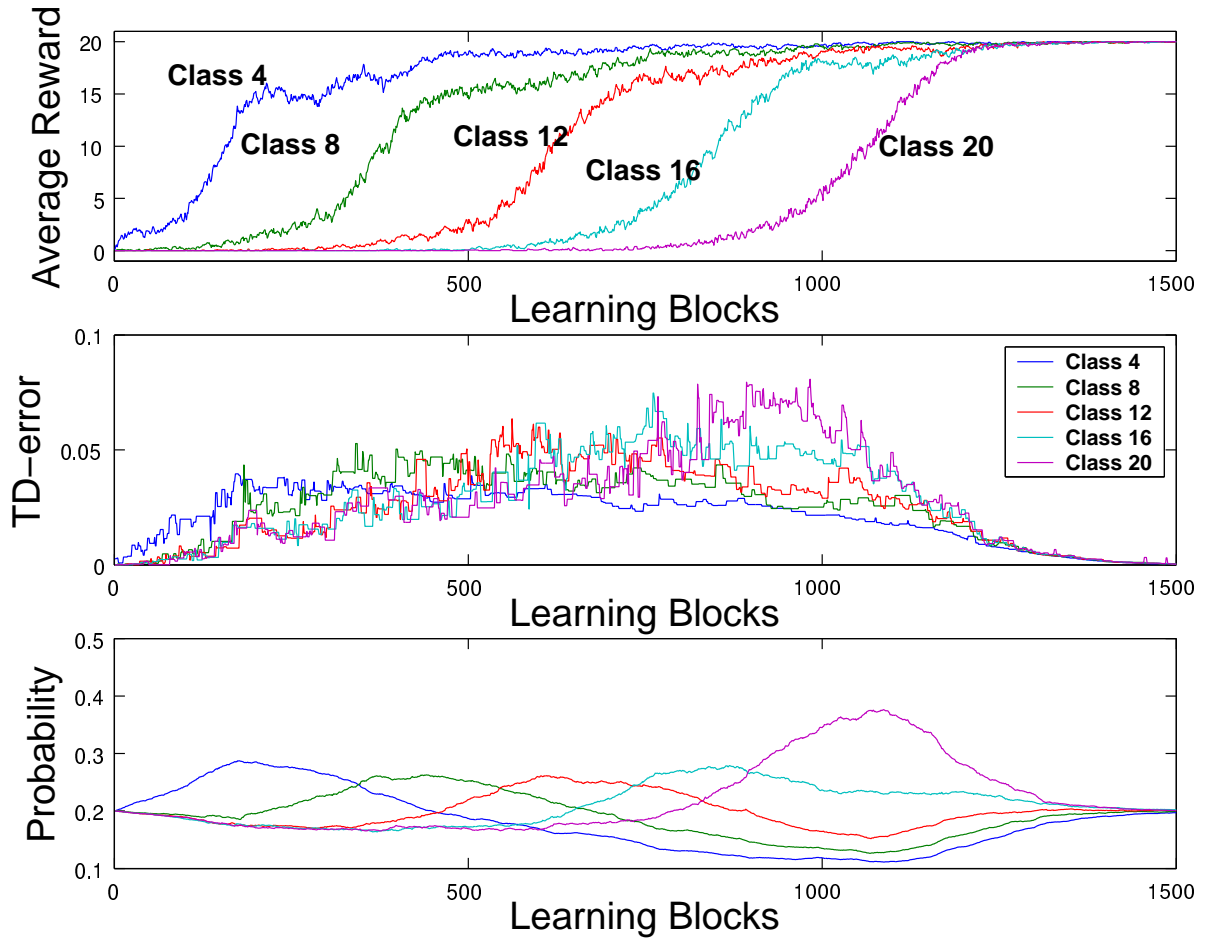 Average Reward
20
15
10
5
0
Class 4
Class 8
Class 12
Class 16
Class 20
0 500 1000 1500
Learning Blocks
TD-error
0.1
0.05
0
Class 4
Class 8
Class 12
Class 16
Class 20
0 500 1000 1500
Learning Blocks
Probability
0.5
0.4
0.3
0.2
0.1
0 500 1000 1500
Learning Blocks